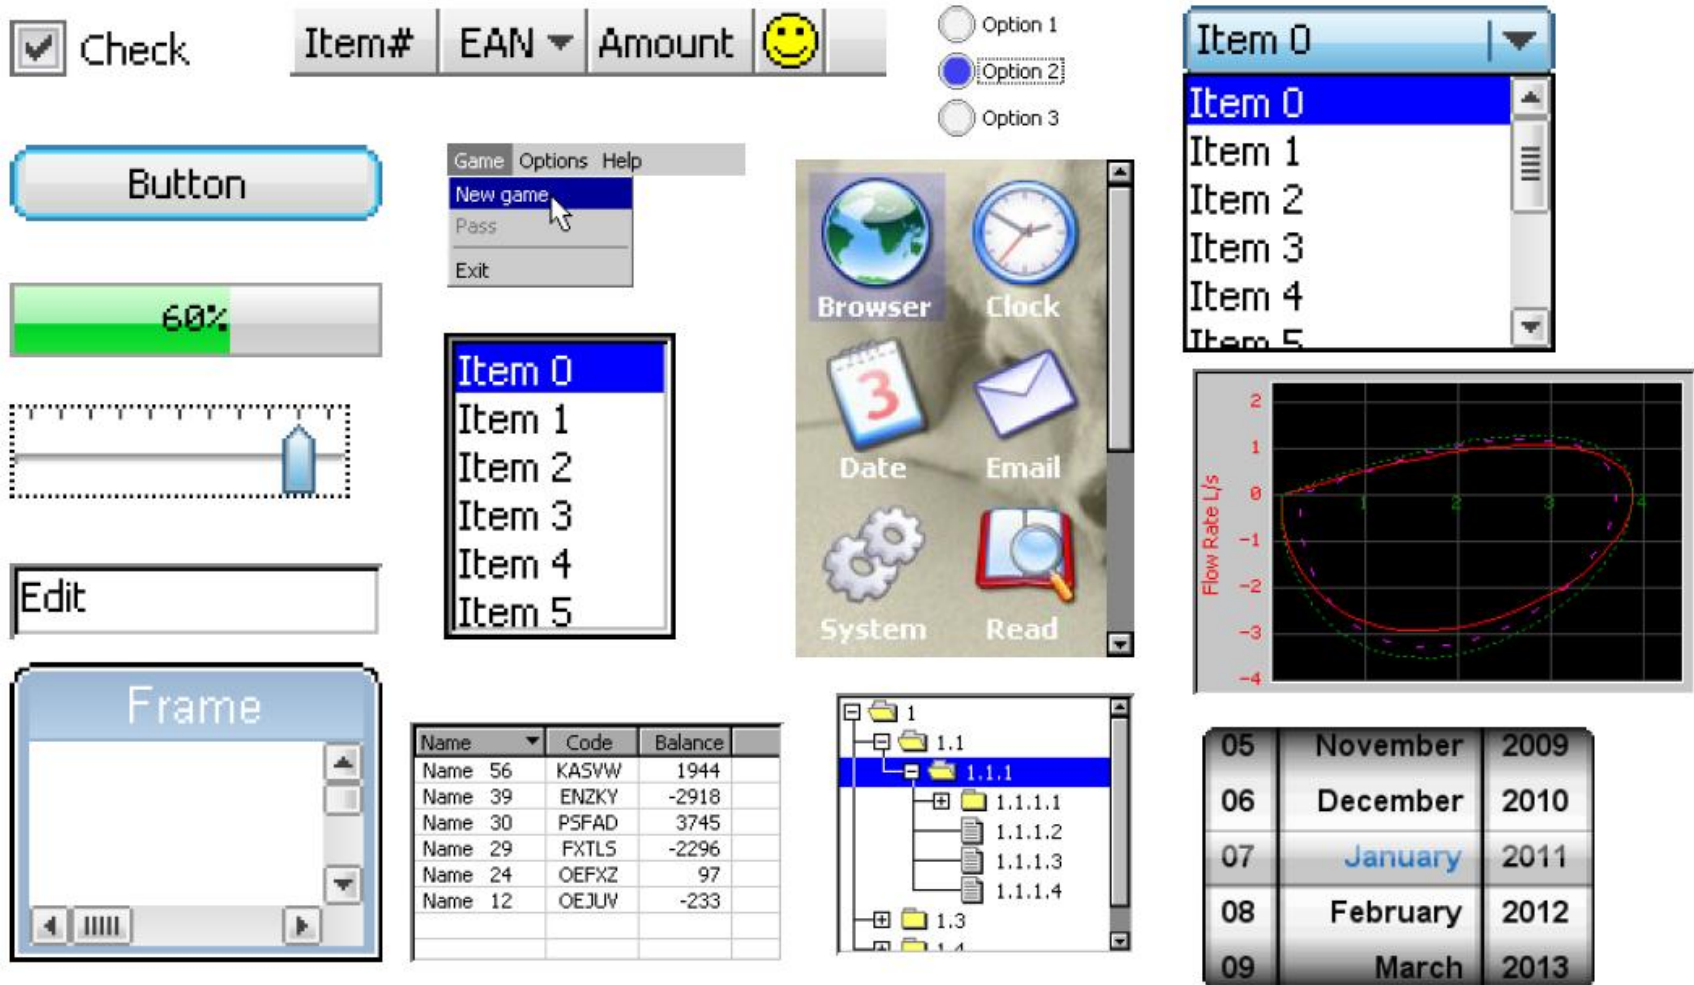 Check
Item# EAN Amount
Option 1
Option 2
Option 3
Item 0
Item 0
Item 1
Item 2
Item 3
Item 4
Item 5
Button
Game Options Help
New game
Pass
Exit
60%
Item 0
Item 1
Item 2
Item 3
Item 4
Item 5
Browser Clock
3
Date Email
System Read
Edit
Flow Rate L/s
2
1
0
-1
-2
-3
-4
1 2 3 4
Frame
Name Code Balance
Name 56 KASVW 1944
Name 39 ENZKY -2918
Name 30 PSFAD 3745
Name 29 FXTLS -2296
Name 24 OEFXZ 97
Name 12 OEJUV -233
1
1.1
1.1.1
1.1.1.1
1.1.1.2
1.1.1.3
1.1.1.4
1.3
1.4
05 November 2009
06 December 2010
07 January 2011
08 February 2012
09 March 2013